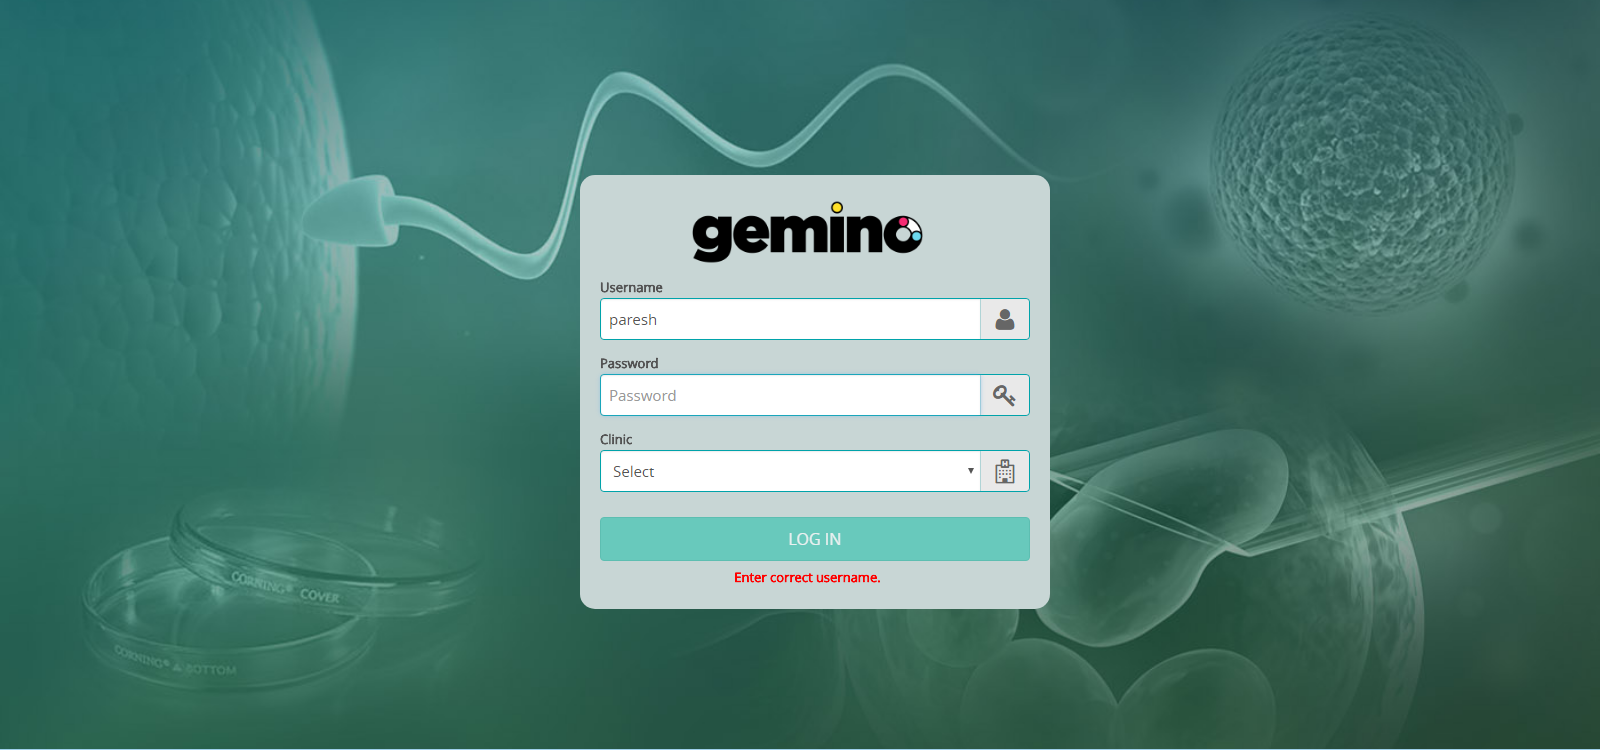 gemino
Username
paresh
Password
Password
Clinic
Select
LOG IN
Enter correct username.
CORNING® COVER
CORNING® BOTTOM